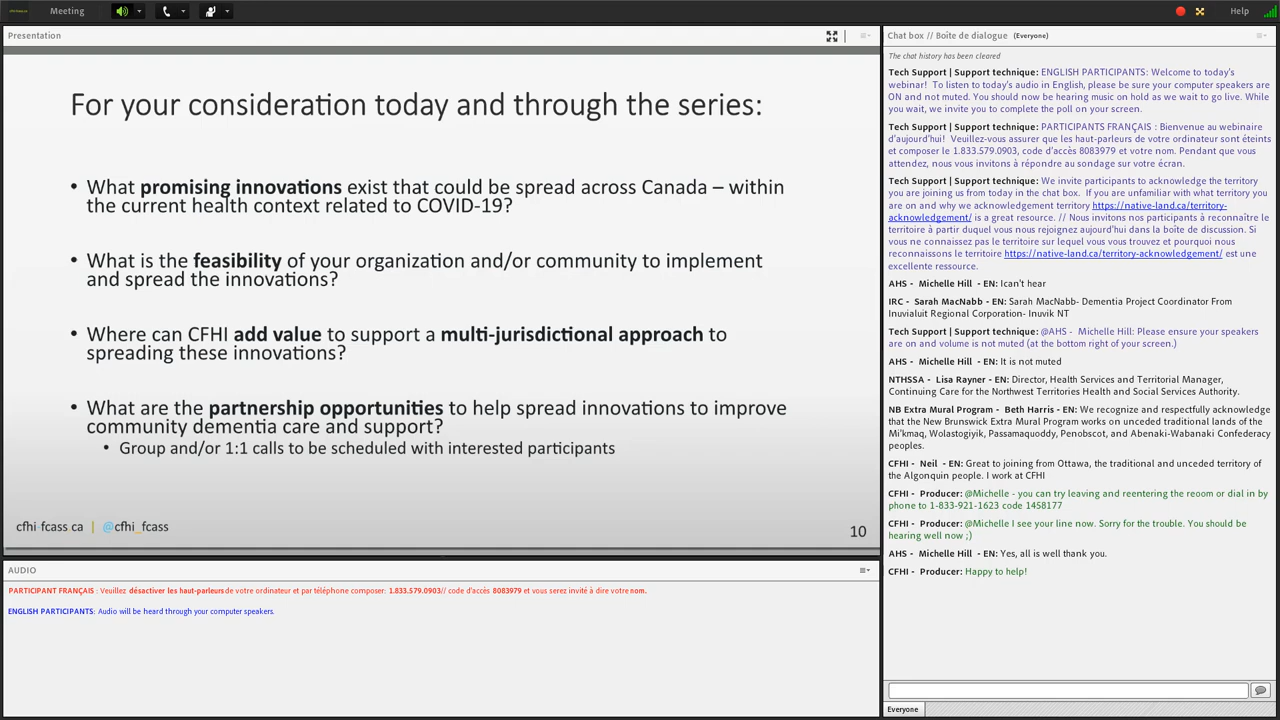 Meeting
Help
Presentation
For your consideration today and through the series:
• What promising innovations exist that could be spread across Canada – within
the current health context related to COVID-19?
• What is the feasibility of your organization and/or community to implement
and spread the innovations?
• Where can CFHI add value to support a multi-jurisdictional approach to
spreading these innovations?
• What are the partnership opportunities to help spread innovations to improve
community dementia care and support?
• Group and/or 1:1 calls to be scheduled with interested participants
cfhi-fcass ca | @cfhi_fcass
10
AUDIO
PARTICIPANT FRANÇAIS : Veuillez désactiver les haut-parleurs de votre ordinateur et par téléphone composer: 1.833.579.0903// code d'accès 8083979 et vous serez invité à dire votre nom.
ENGLISH PARTICIPANTS: Audio will be heard through your computer speakers.
Chat box // Boîte de dialogue (Everyone)
The chat history has been cleared
Tech Support | Support technique: ENGLISH PARTICIPANTS: Welcome to today's
webinar! To listen to today's audio in English, please be sure your computer speakers are
ON and not muted. You should now be hearing music on hold as we wait to go live. While
you wait, we invite you to complete the poll on your screen.
Tech Support | Support technique: PARTICIPANTS FRANÇAIS : Bienvenue au webinaire
d'aujourd'hui! Veuillez-vous assurer que les haut-parleurs de votre ordinateur sont éteints
et composer le 1.833.579.0903, code d'accès 8083979 et votre nom. Pendant que vous
attendez, nous vous invitons à répondre au sondage sur votre écran.
Tech Support | Support technique: We invite participants to acknowledge the territory
you are joining us from today in the chat box. If you are unfamiliar with what territory you
are on and why we acknowledgement territory https://native-land.ca/territory-
acknowledgement/ is a great resource. // Nous invitons nos participants à reconnaître le
territoire à partir duquel vous nous rejoignez aujourd'hui dans la boîte de discussion. Si
vous ne connaissez pas le territoire sur lequel vous vous trouvez et pourquoi nous
reconnaissons le territoire https://native-land.ca/territory-acknowledgement/ est une
excellente ressource.
AHS - Michelle Hill - EN: Ican't hear
IRC - Sarah MacNabb - EN: Sarah MacNabb- Dementia Project Coordinator From
Inuvialuit Regional Corporation- Inuvik NT
Tech Support | Support technique: @AHS - Michelle Hill: Please ensure your speakers
are on and volume is not muted (at the bottom right of your screen.)
AHS - Michelle Hill - EN: It is not muted
NTHSSA - Lisa Rayner - EN: Director, Health Services and Territorial Manager,
Continuing Care for the Northwest Territories Health and Social Services Authority.
NB Extra Mural Program - Beth Harris - EN: We recognize and respectfully acknowledge
that the New Brunswick Extra Mural Program works on unceded traditional lands of the
Mi'kmaq, Wolastogiyik, Passamaquoddy, Penobscot, and Abenaki-Wabanaki Confederacy
peoples.
CFHI - Neil - EN: Great to joining from Ottawa, the traditional and unceded territory of
the Algonquin people. I work at CFHI
CFHI - Producer: @Michelle - you can try leaving and reentering the reoom or dial in by
phone to 1-833-921-1623 code 1458177
CFHI - Producer: @Michelle I see your line now. Sorry for the trouble. You should be
hearing well now ;)
AHS - Michelle Hill - EN: Yes, all is well thank you.
CFHI - Producer: Happy to help!
Everyone